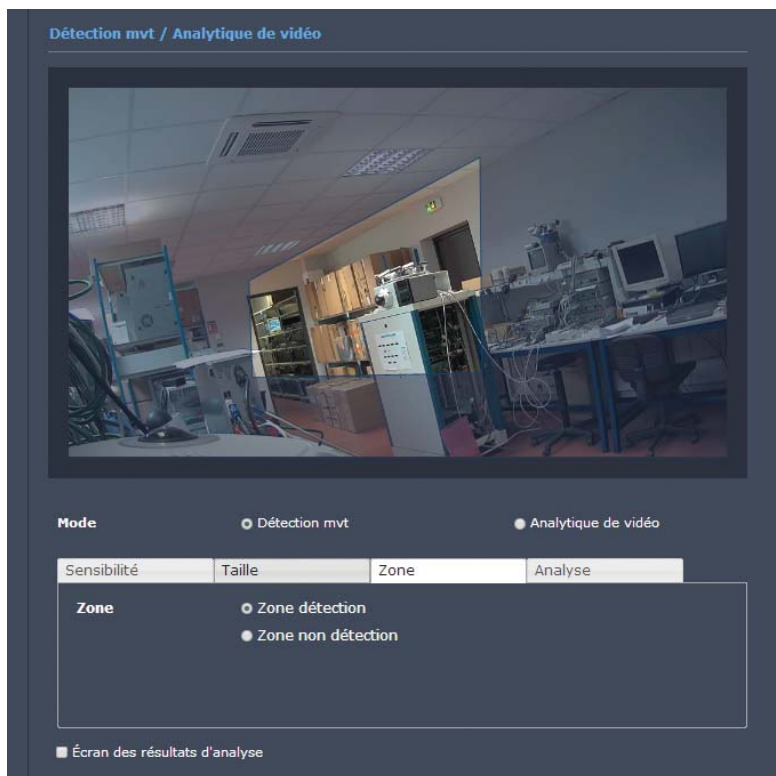 Détection mvt / Analytique de vidéo
Mode Détection mvt Analytique de vidéo
Sensibilité Taille Zone Analyse
Zone Zone détection
Zone non détection
Écran des résultats d'analyse